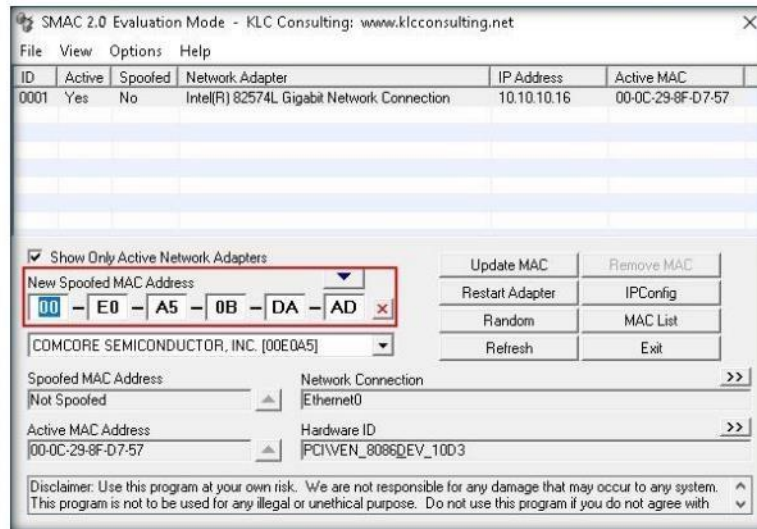 SMAC 2.0 Evaluation Mode - KLC Consulting: www.klcconsulting.net
File View Options Help
ID Active Spoofed Network Adapter IP Address Active MAC
0001 Yes No Intel(R) 82574L Gigabit Network Connection 10.10.10.16 00-0C-29-8F-D7-57
Show Only Active Network Adapters
New Spoofed MAC Address
00 - E0 - A5 - 0B - DA - AD
COMCORE SEMICONDUCTOR, INC. [00E0A5]
Update MAC Remove MAC
Restart Adapter IPConfig
Random MAC List
Refresh Exit
Spoofed MAC Address
Not Spoofed
Network Connection >>
Ethernet0
Active MAC Address
00-0C-29-8F-D7-57
Hardware ID >>
PCI\VEN_8086DEV_10D3
Disclaimer: Use this program at your own risk. We are not responsible for any damage that may occur to any system.
This program is not to be used for any illegal or unethical purpose. Do not use this program if you do not agree with